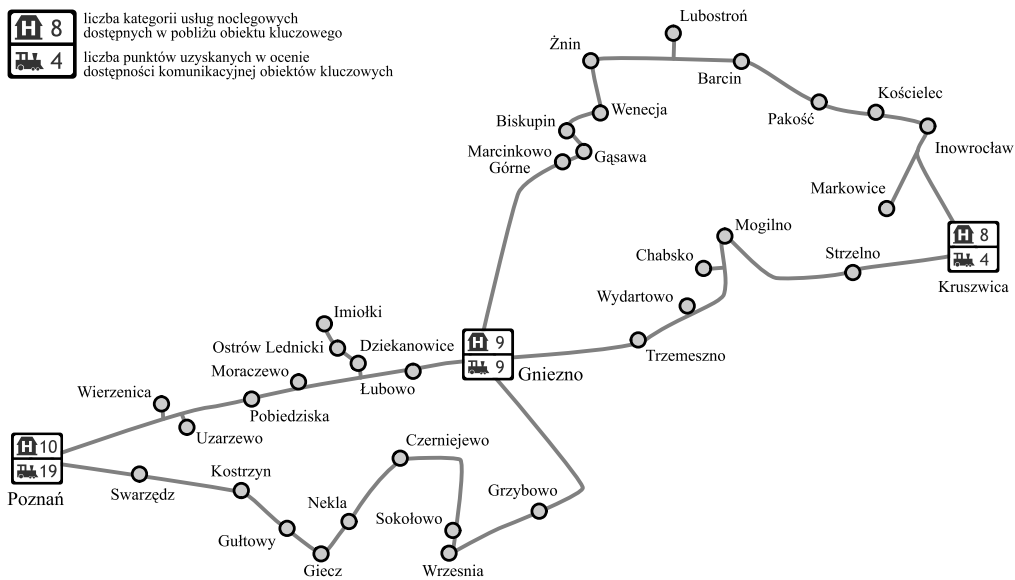 H 8
liczba kategorii usług noclegowych
dostępnych w pobliżu obiektu kluczowego
4
liczba punktów uzyskanych w ocenie
dostępności komunikacyjnej obiektów kluczowych
Lubostroń
Żnin
Barcin
Kościelec
Pakość
Wenecja
Biskupin
Inowrocław
Marcinkowo
Górne
Gąsawa
Markowice
Mogilno
H 8
4
Kruszwica
Strzelno
Chabsko
Wydartowo
Trzemeszno
Imiołki
Ostrów Lednicki
Dziekanowice
H 9
9
Gniezno
Moraczewo
Łubowo
Wierzenica
Pobiedziska
Uzarzewo
H 10
19
Poznań
Czerniejewo
Kostrzyn
Swarzędz
Nekla
Grzybowo
Sokołowo
Gułtowy
Giecz
Wrzesnia